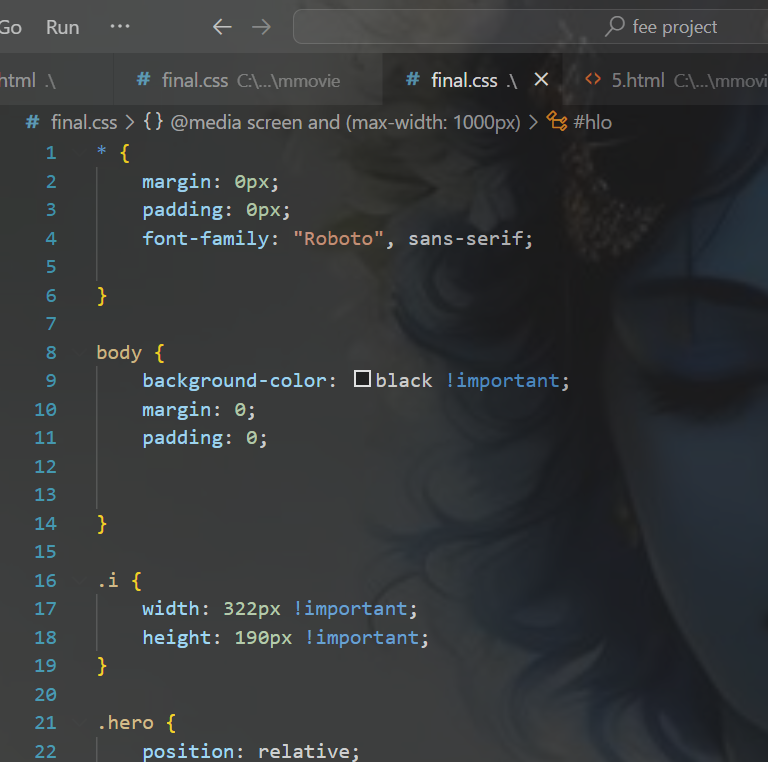 Go Run ··· ← → fee project
html .\ # final.css C:\...\mmovie # final.css .\ × <> 5.html C:\...\mmovi
# final.css > {} @media screen and (max-width: 1000px) > #hlo
1 * {
2 margin: 0px;
3 padding: 0px;
4 font-family: "Roboto", sans-serif;
5
6 }
7
8 body {
9 background-color: black !important;
10 margin: 0;
11 padding: 0;
12
13
14 }
15
16 .i {
17 width: 322px !important;
18 height: 190px !important;
19 }
20
21 .hero {
22 position: relative;